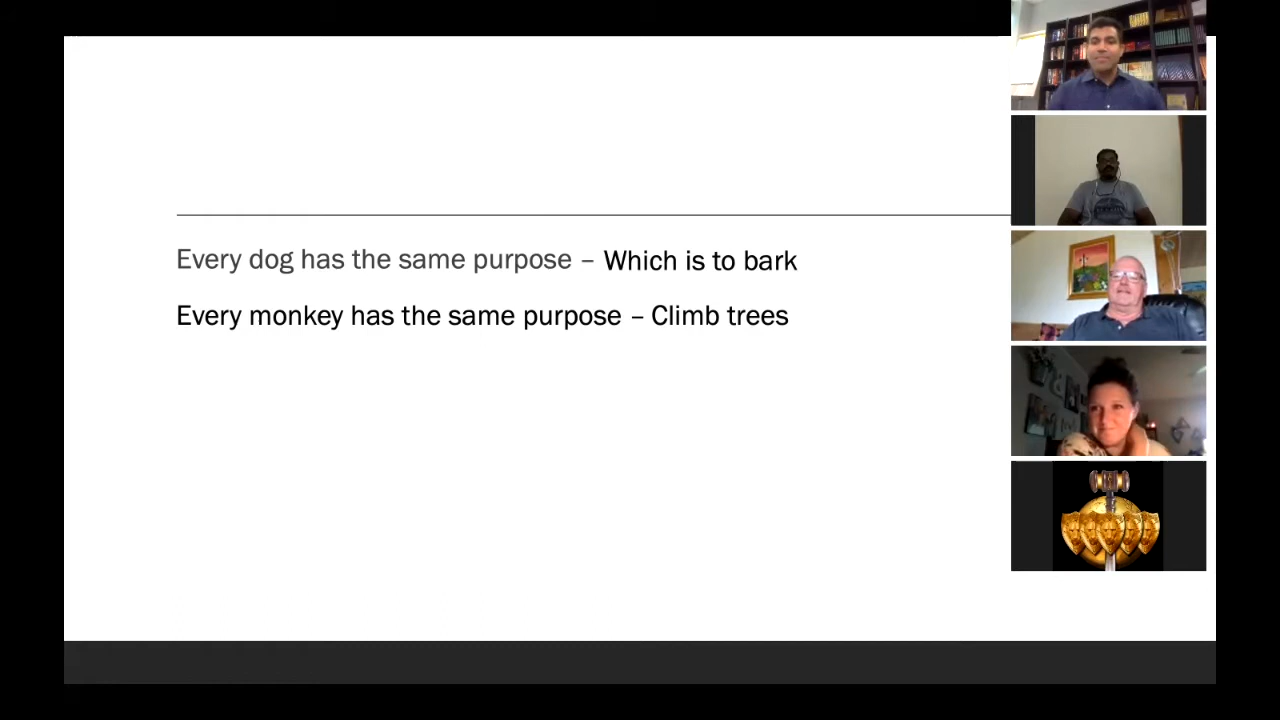 Every dog has the same purpose – Which is to bark
Every monkey has the same purpose – Climb trees